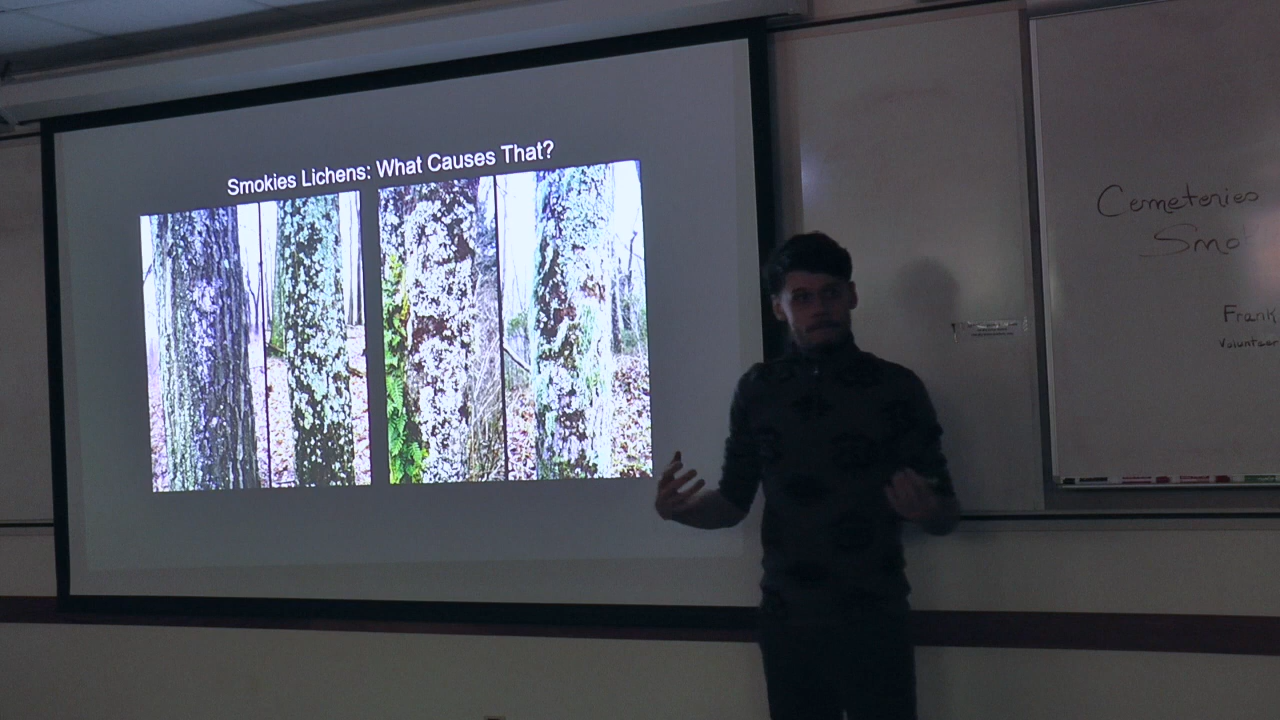 Smokies Lichens: What Causes That?
Cemeteries
Smo
Frank
Volunteer